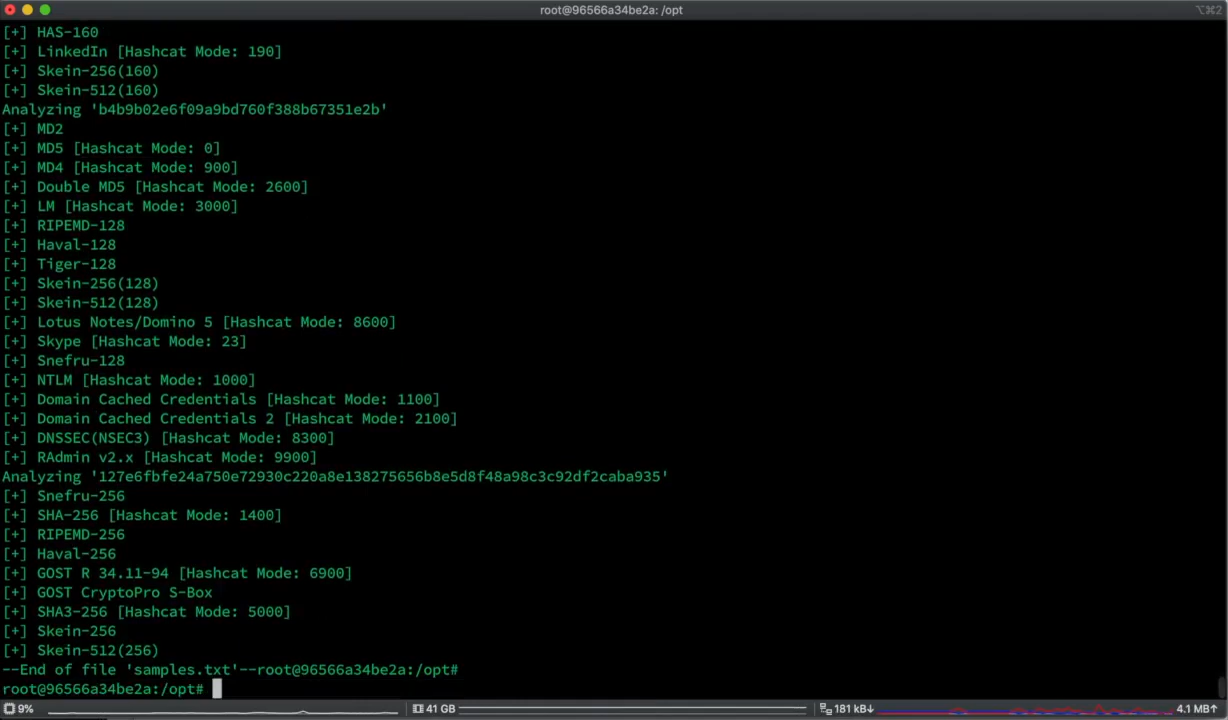 root@96566a34be2a: /opt
⌥⌘2
[+] HAS-160
[+] LinkedIn [Hashcat Mode: 190]
[+] Skein-256(160)
[+] Skein-512(160)
Analyzing 'b4b9b02e6f09a9bd760f388b67351e2b'
[+] MD2
[+] MD5 [Hashcat Mode: 0]
[+] MD4 [Hashcat Mode: 900]
[+] Double MD5 [Hashcat Mode: 2600]
[+] LM [Hashcat Mode: 3000]
[+] RIPEMD-128
[+] Haval-128
[+] Tiger-128
[+] Skein-256(128)
[+] Skein-512(128)
[+] Lotus Notes/Domino 5 [Hashcat Mode: 8600]
[+] Skype [Hashcat Mode: 23]
[+] Snefru-128
[+] NTLM [Hashcat Mode: 1000]
[+] Domain Cached Credentials [Hashcat Mode: 1100]
[+] Domain Cached Credentials 2 [Hashcat Mode: 2100]
[+] DNSSEC(NSEC3) [Hashcat Mode: 8300]
[+] RAdmin v2.x [Hashcat Mode: 9900]
Analyzing '127e6fbfe24a750e72930c220a8e138275656b8e5d8f48a98c3c92df2caba935'
[+] Snefru-256
[+] SHA-256 [Hashcat Mode: 1400]
[+] RIPEMD-256
[+] Haval-256
[+] GOST R 34.11-94 [Hashcat Mode: 6900]
[+] GOST CryptoPro S-Box
[+] SHA3-256 [Hashcat Mode: 5000]
[+] Skein-256
[+] Skein-512(256)
--End of file 'samples.txt'--root@96566a34be2a:/opt#
root@96566a34be2a:/opt#
9% 41 GB 181 kB↓ 4.1 MB↑